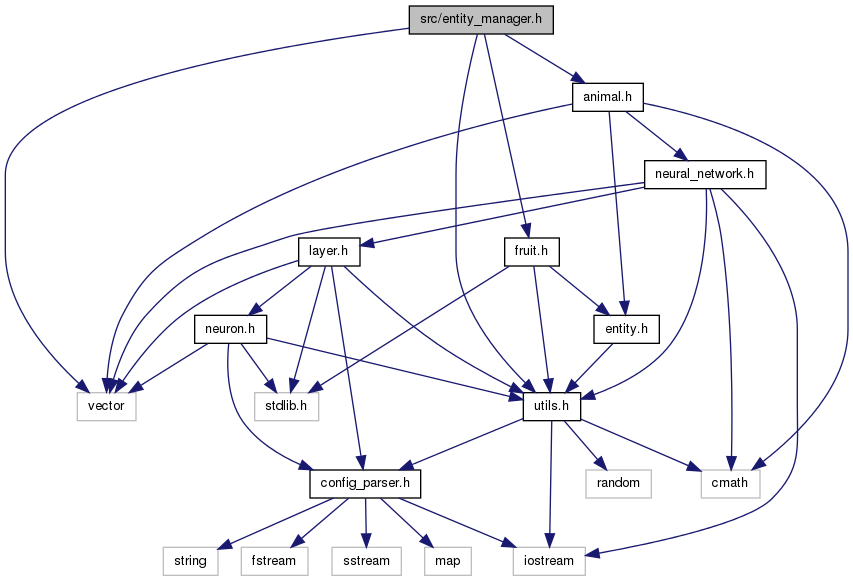 src/entity_manager.h
animal.h
neural_network.h
layer.h
fruit.h
neuron.h
entity.h
vector
stdlib.h
utils.h
config_parser.h
random
cmath
string
fstream
sstream
map
iostream